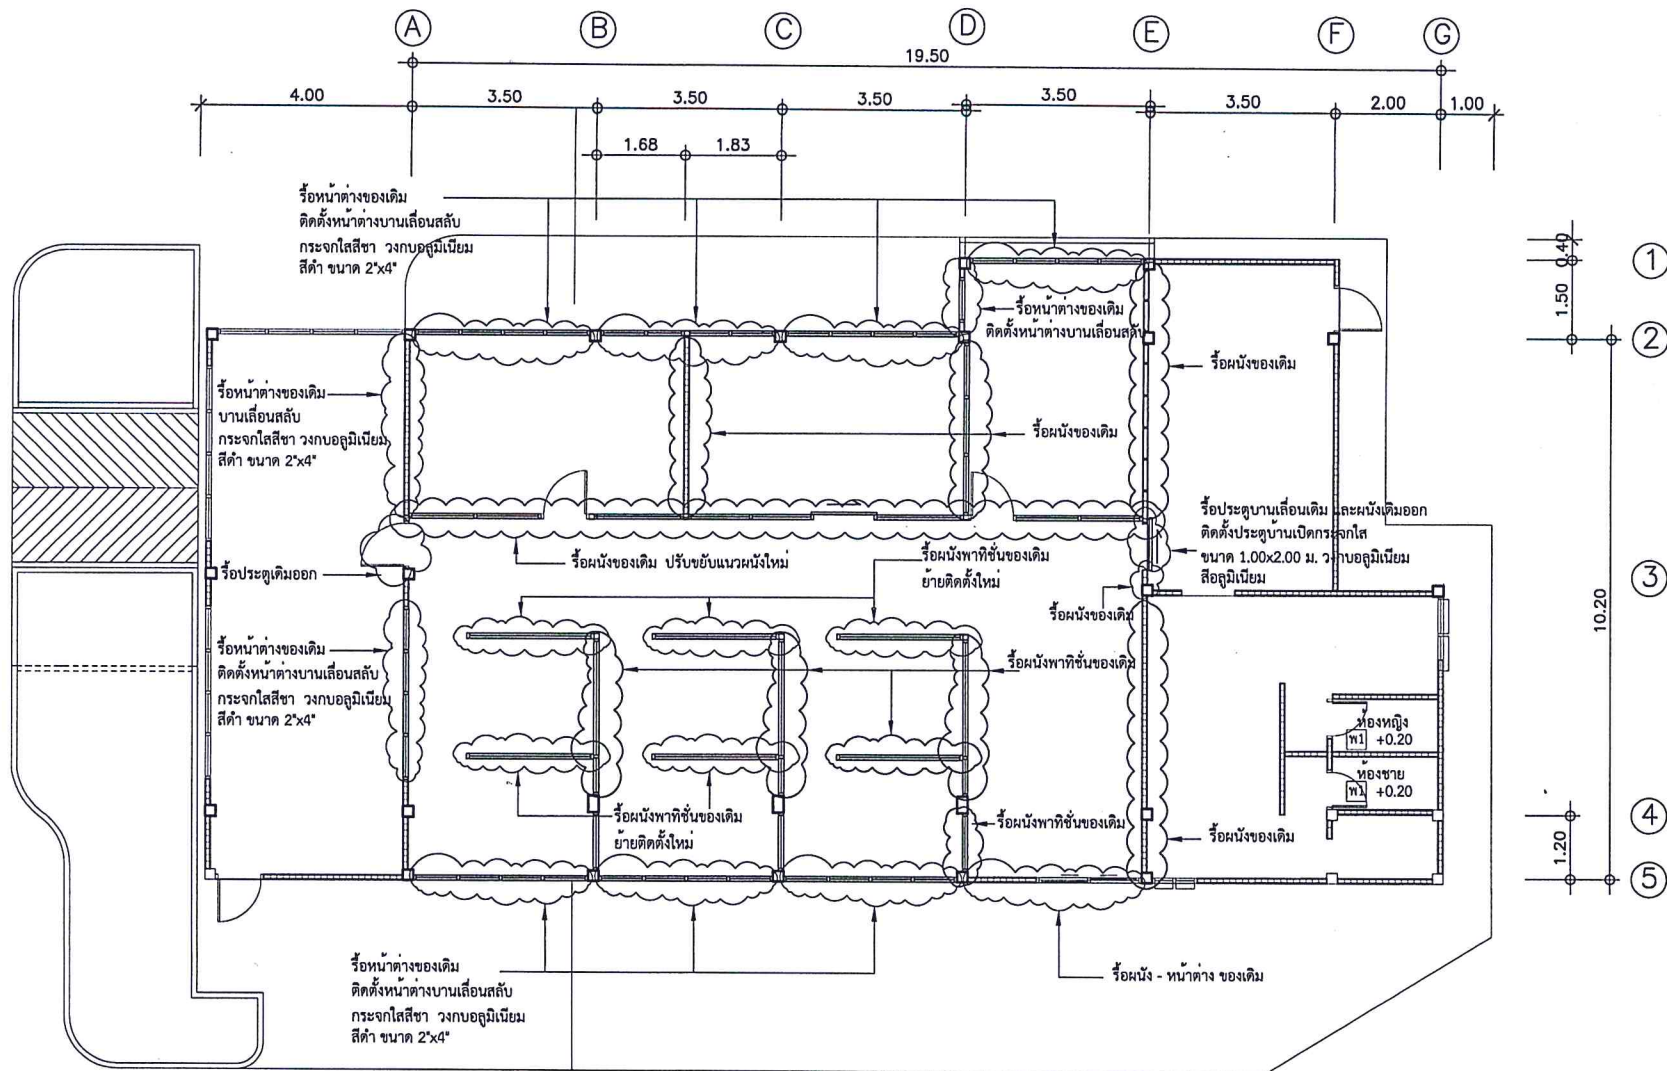 A B C D E F G
19.50
4.00 3.50 3.50 3.50 3.50 3.50 2.00 1.00
1.68 1.83
รื้อหน้าต่างของเดิม
ติดตั้งหน้าต่างบานเลื่อนสลับ
กระจกใสสีชา วงกบอลูมิเนียม
สีดำ ขนาด 2"x4"
0.40
1
1.50
รื้อหน้าต่างของเดิม
ติดตั้งหน้าต่างบานเลื่อนสลับ
2
รื้อผนังของเดิม
รื้อหน้าต่างของเดิม
บานเลื่อนสลับ
กระจกใสสีชา วงกบอลูมิเนียม
สีดำ ขนาด 2"x4"
รื้อผนังของเดิม
รื้อประตูบานเลื่อนเดิม และผนังเดิมออก
ติดตั้งประตูบ้านเปิดกระจกใส
ขนาด 1.00x2.00 ม. วงกบอลูมิเนียม
สีอลูมิเนียม
รื้อผนังของเดิม ปรับขยับแนวผนังใหม่
รื้อผนังพาทิชั่นของเดิม
ย้ายติดตั้งใหม่
รื้อประตูเดิมออก
3
รื้อผนังของเดิม
10.20
รื้อหน้าต่างของเดิม
ติดตั้งหน้าต่างบานเลื่อนสลับ
กระจกใสสีชา วงกบอลูมิเนียม
สีดำ ขนาด 2"x4"
รื้อผนังพาทิชั่นของเดิม
ห้องหญิง
พ1 +0.20
ห้องชาย
พ1 +0.20
รื้อผนังพาทิชั่นของเดิม
ย้ายติดตั้งใหม่
รื้อผนังพาทิชั่นของเดิม
รื้อผนังของเดิม
4
1.20
5
รื้อหน้าต่างของเดิม
ติดตั้งหน้าต่างบานเลื่อนสลับ
กระจกใสสีชา วงกบอลูมิเนียม
สีดำ ขนาด 2"x4"
รื้อผนัง - หน้าต่าง ของเดิม